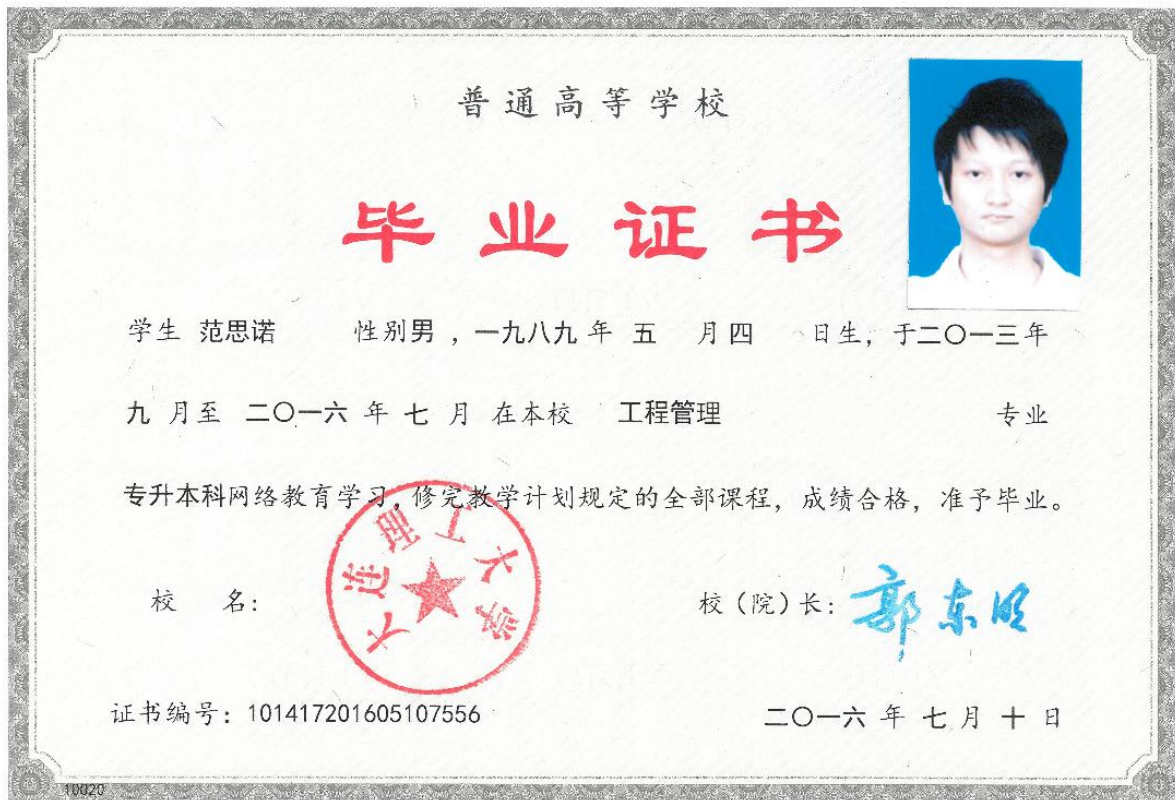 普通高等学校
毕业证书
学生 范思诺 性别男，一九八九年 五 月四 日生，于二〇一三年
九 月至 二〇一六 年 七 月 在本校 工程管理 专业
专升本科网络教育学习，修完教学计划规定的全部课程，成绩合格，准予毕业。
大连理工大学
校 名：
校（院）长：郭东明
证书编号：101417201605107556
二〇一六 年 七 月 十 日
10020